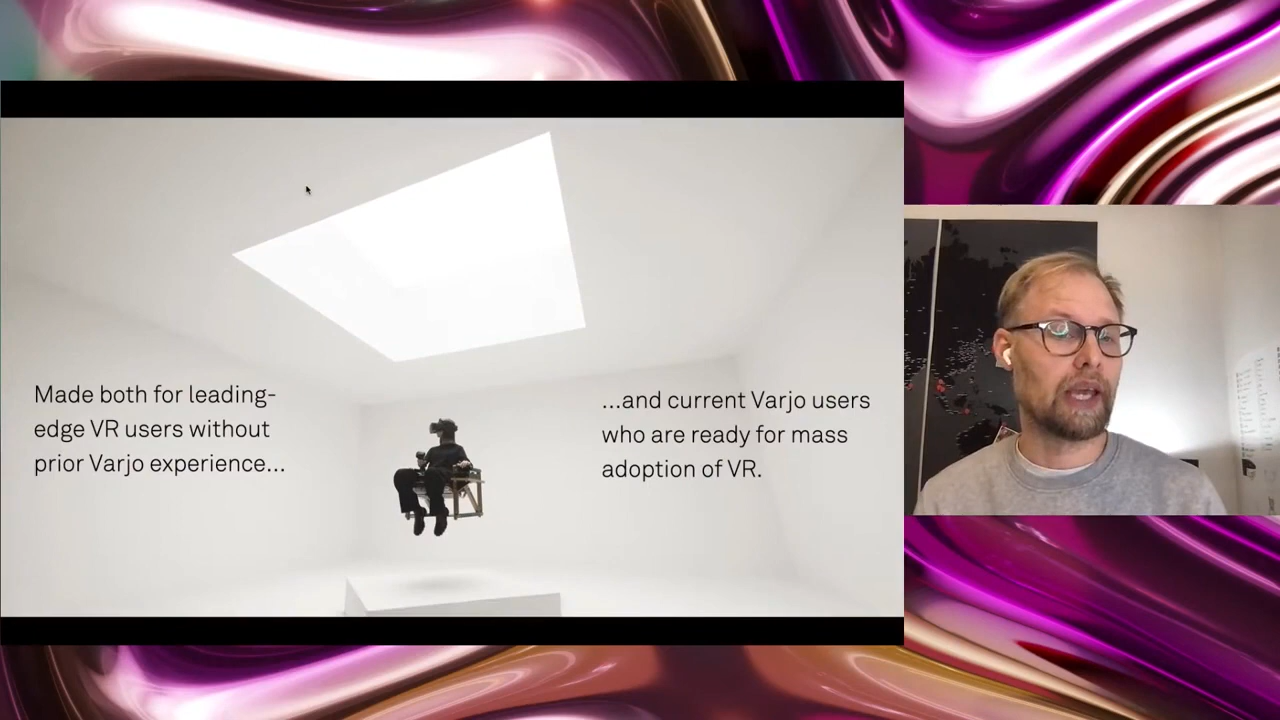 Made both for leading-
edge VR users without
prior Varjo experience...
...and current Varjo users
who are ready for mass
adoption of VR.